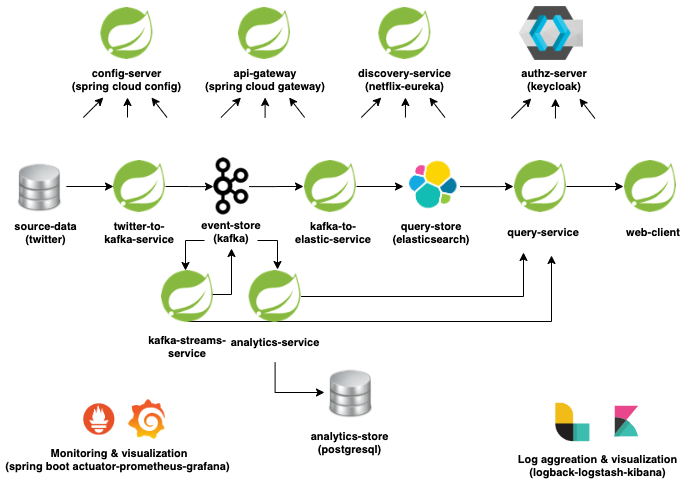 config-server
(spring cloud config)
api-gateway
(spring cloud gateway)
discovery-service
(netflix-eureka)
authz-server
(keycloak)
source-data
(twitter)
twitter-to-
kafka-service
event-store
(kafka)
kafka-to-
elastic-service
query-store
(elasticsearch)
query-service
web-client
kafka-streams-
service
analytics-service
analytics-store
(postgresql)
Monitoring & visualization
(spring boot actuator-prometheus-grafana)
Log aggreation & visualization
(logback-logstash-kibana)